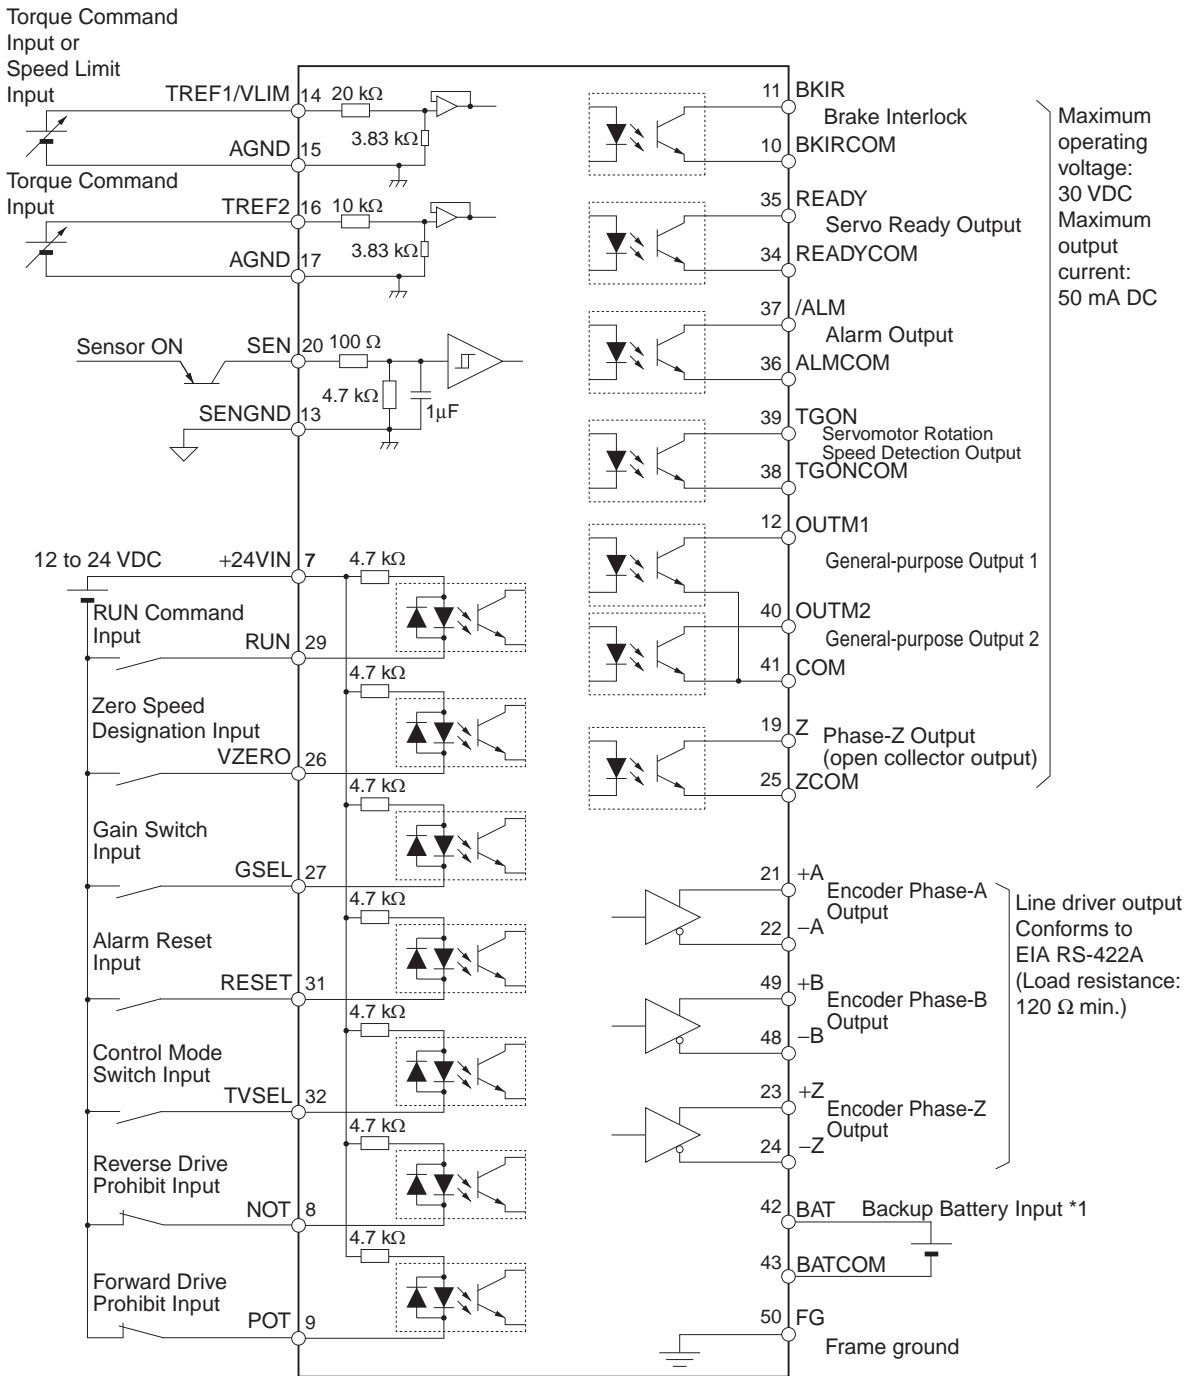 Torque Command
Input or
Speed Limit
Input
TREF1/VLIM 14 20 kΩ
3.83 kΩ
AGND 15
Torque Command
Input
TREF2 16 10 kΩ
3.83 kΩ
AGND 17
Sensor ON
SEN 20 100 Ω
4.7 kΩ
1μF
SENGND 13
12 to 24 VDC
+24VIN 7 4.7 kΩ
RUN Command
Input
RUN 29
4.7 kΩ
Zero Speed
Designation Input
VZERO 26
4.7 kΩ
Gain Switch
Input
GSEL 27
4.7 kΩ
Alarm Reset
Input
RESET 31
4.7 kΩ
Control Mode
Switch Input
TVSEL 32
4.7 kΩ
Reverse Drive
Prohibit Input
NOT 8
4.7 kΩ
Forward Drive
Prohibit Input
POT 9
11 BKIR
Brake Interlock
10 BKIRCOM
35 READY
Servo Ready Output
34 READYCOM
37 /ALM
Alarm Output
36 ALMCOM
39 TGON
Servomotor Rotation
Speed Detection Output
38 TGONCOM
12 OUTM1
General-purpose Output 1
40 OUTM2
General-purpose Output 2
41 COM
19 Z
Phase-Z Output
(open collector output)
25 ZCOM
Maximum
operating
voltage:
30 VDC
Maximum
output
current:
50 mA DC
21 +A
Encoder Phase-A
Output
22 −A
49 +B
Encoder Phase-B
Output
48 −B
23 +Z
Encoder Phase-Z
Output
24 −Z
Line driver output
Conforms to
EIA RS-422A
(Load resistance:
120 Ω min.)
42 BAT
Backup Battery Input *1
43 BATCOM
50 FG
Frame ground